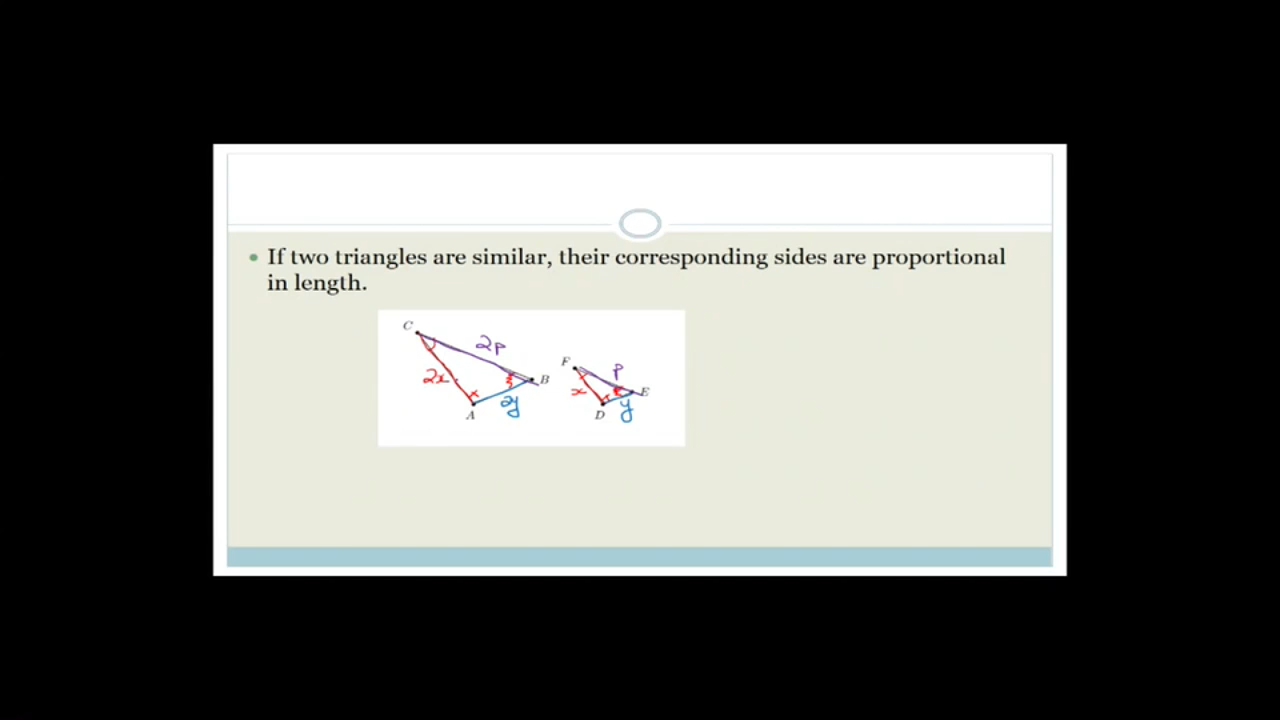 If two triangles are similar, their corresponding sides are proportional
in length.
C
2p
2x
B
2y
A
F
p
x
E
y
D